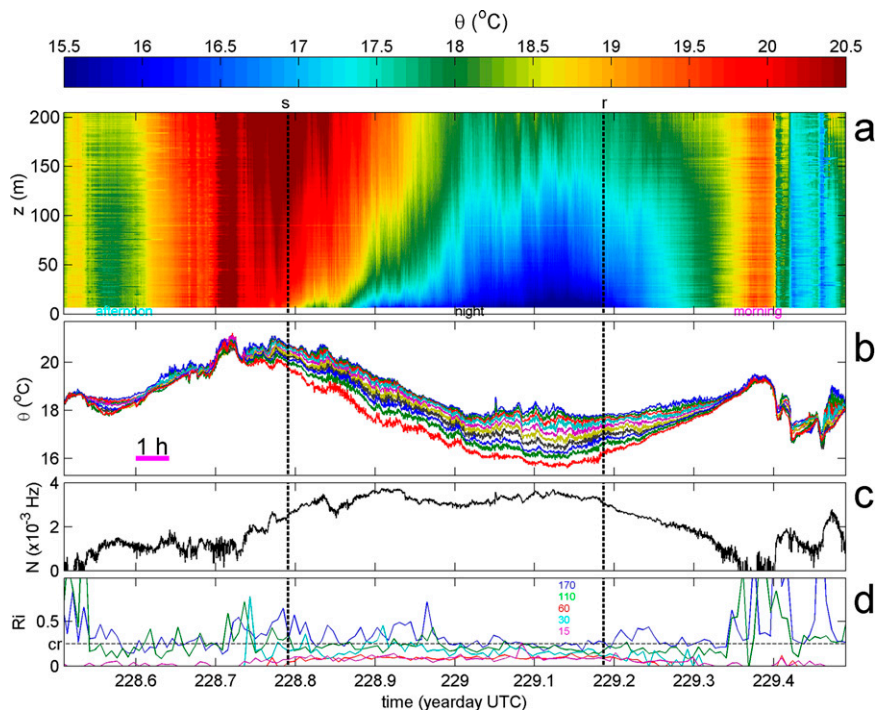 θ (°C)
15.5 16 16.5 17 17.5 18 18.5 19 19.5 20 20.5
s r
a
z (m)
200
150
100
50
0
afternoon night morning
b
θ (°C)
20
18
16
1 h
c
N (x10⁻³ Hz)
4
2
0
d
Ri
0.5
cr
0
170
110
60
30
15
228.6 228.7 228.8 228.9 229 229.1 229.2 229.3 229.4
time (yearday UTC)